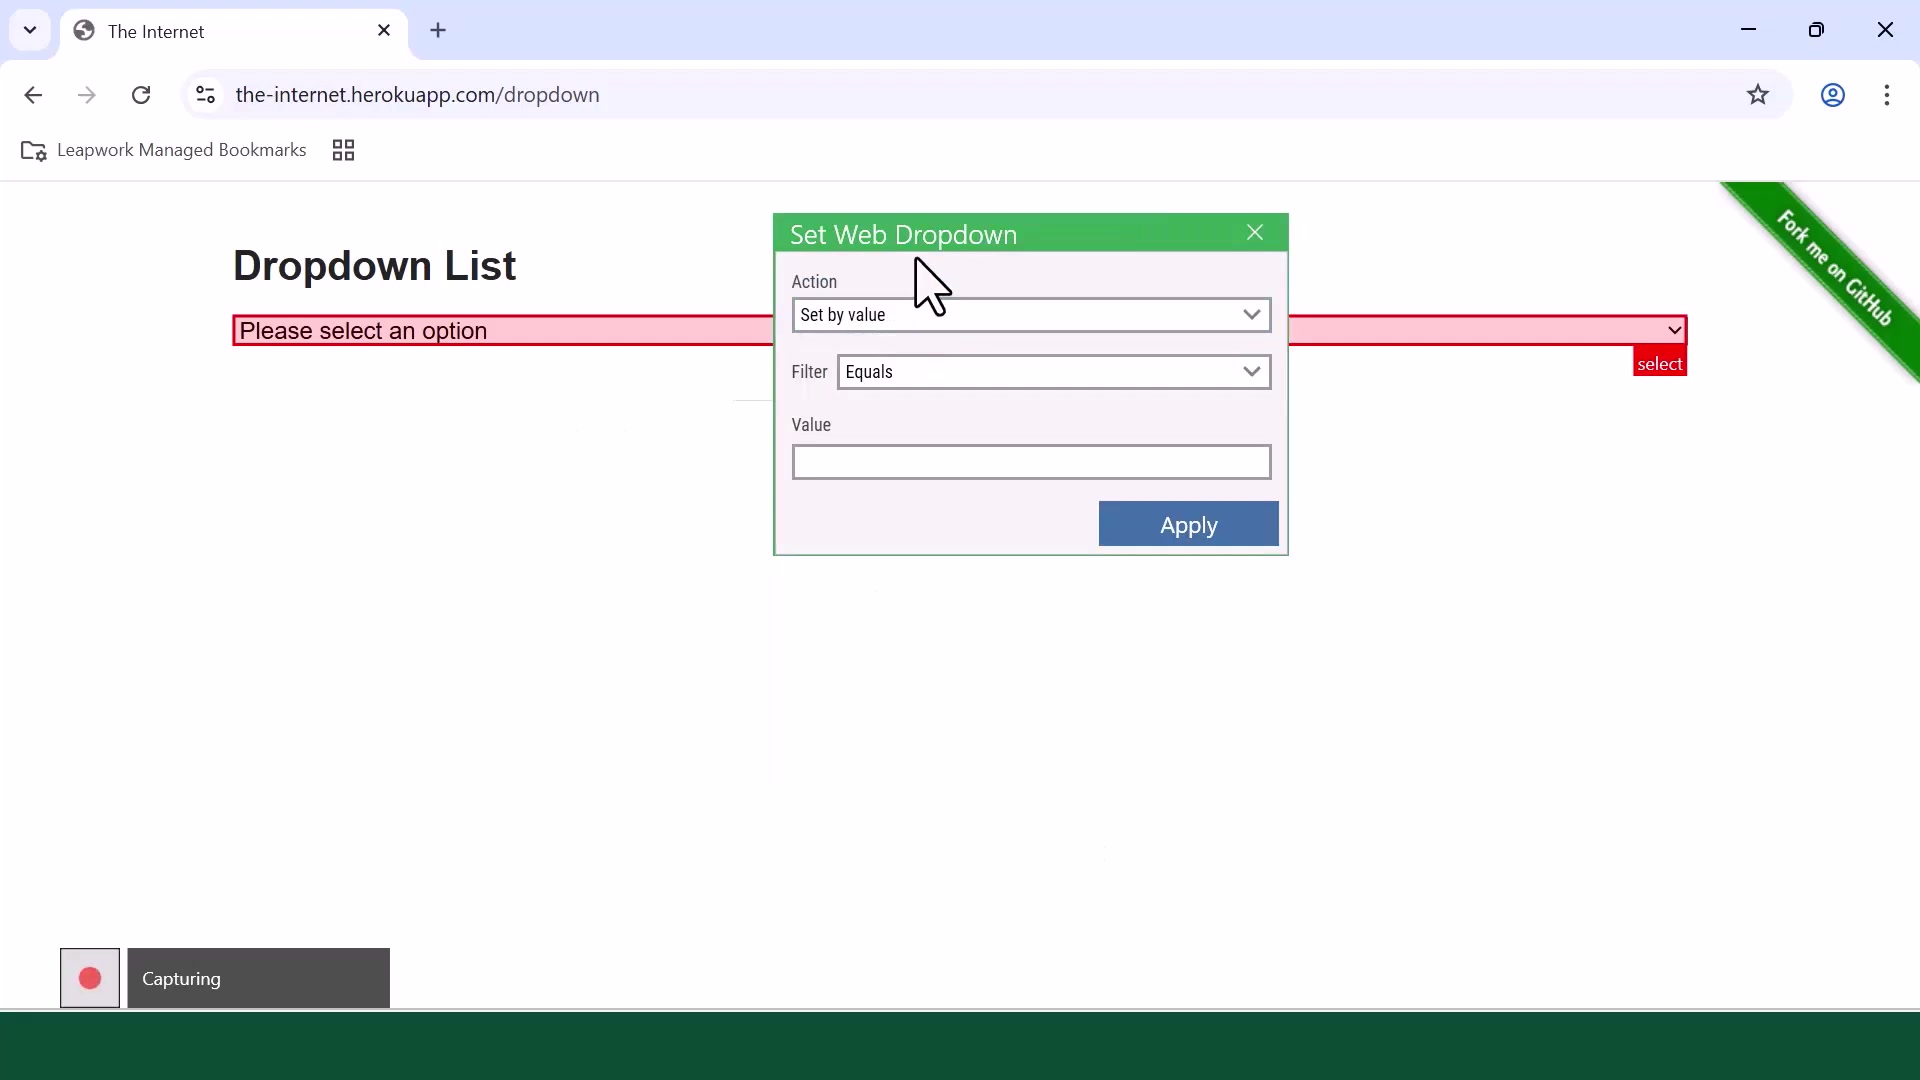 The Internet
the-internet.herokuapp.com/dropdown
Leapwork Managed Bookmarks
Fork me on GitHub
Dropdown List
Please select an option
select
Set Web Dropdown
Action
Set by value
Filter
Equals
Value
Apply
Capturing